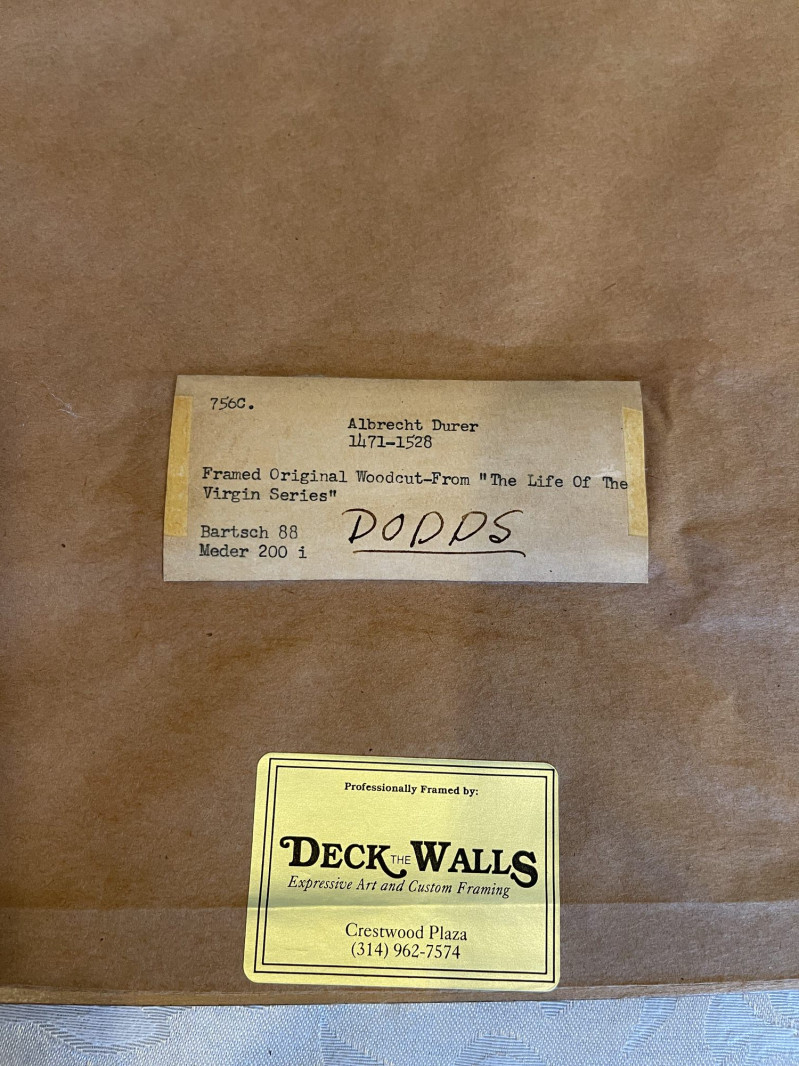 756C.
Albrecht Durer
1471-1528
Framed Original Woodcut-From "The Life Of The
Virgin Series"
Bartsch 88
Meder 200 i
DODDS
Professionally Framed by:
DECK THE WALLS
Expressive Art and Custom Framing
Crestwood Plaza
(314) 962-7574